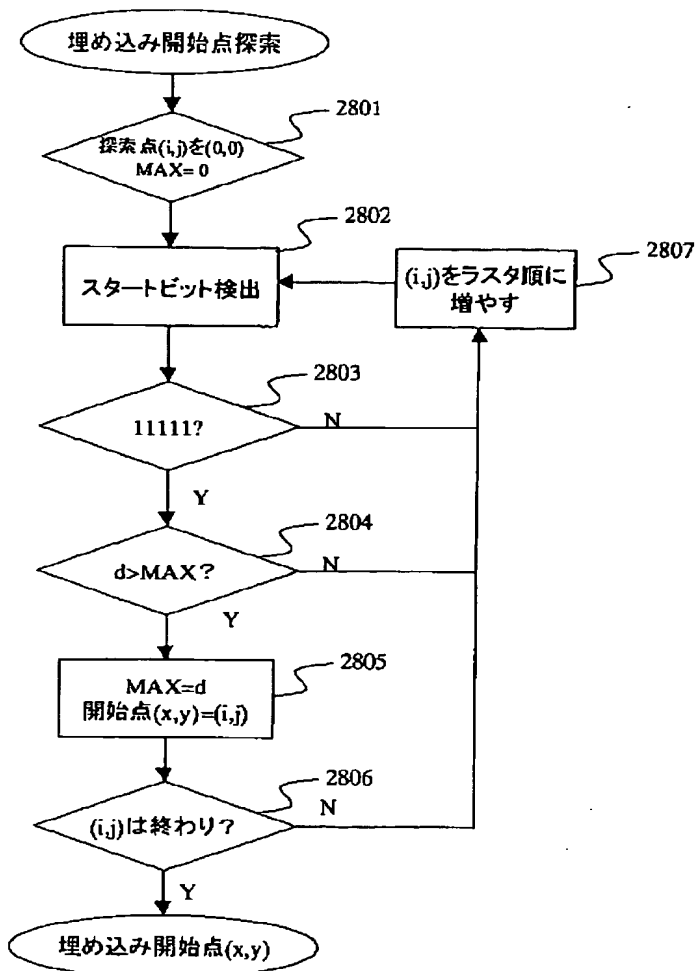 埋め込み開始点探索
2801
探索点(i,j)を(0,0)
MAX= 0
2802
スタートビット検出
2807
(i,j)をラスタ順に
増やす
2803
11111?
N
Y
2804
d>MAX？
N
Y
2805
MAX=d
開始点(x,y)=(i,j)
2806
(i,j)は終わり？
N
Y
埋め込み開始点(x,y)